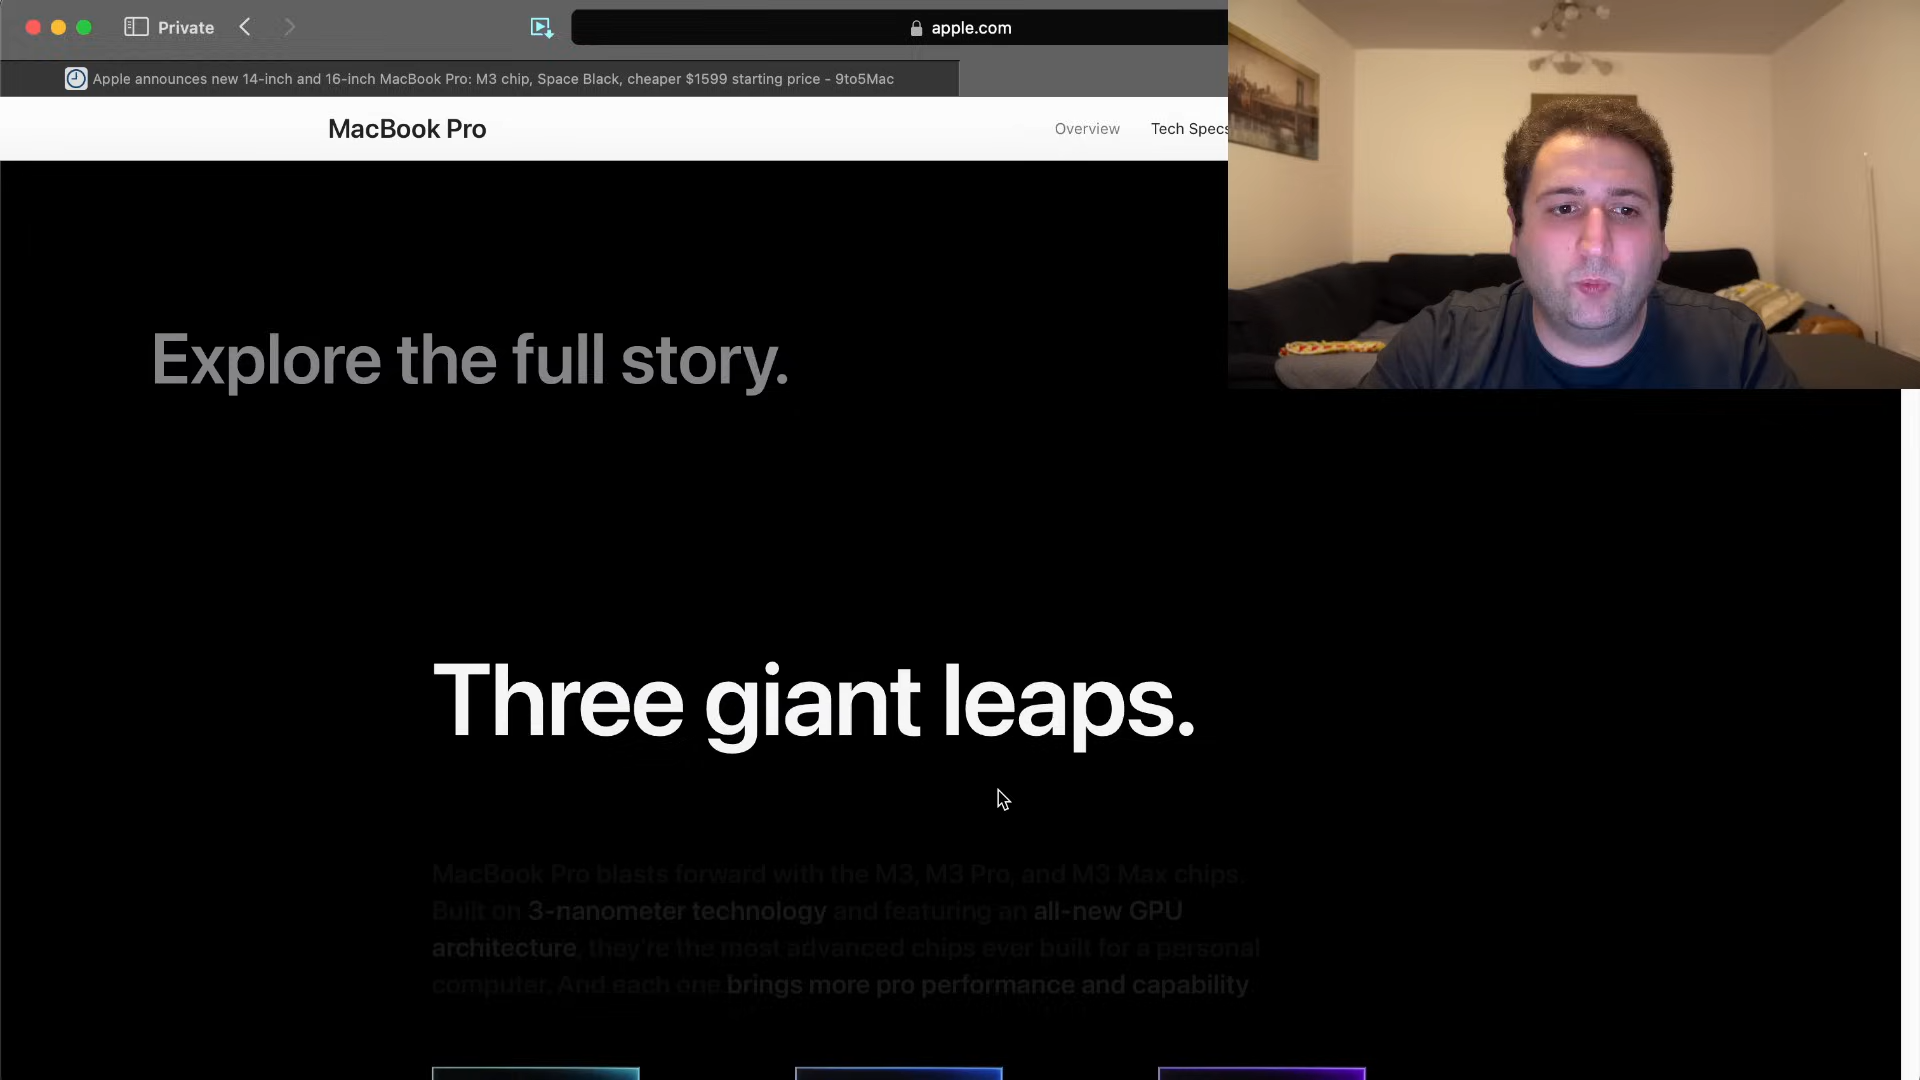 Private
apple.com
Apple announces new 14-inch and 16-inch MacBook Pro: M3 chip, Space Black, cheaper $1599 starting price - 9to5Mac
MacBook Pro
Overview
Tech Specs
Explore the full story.
Three giant leaps.
MacBook Pro blasts forward with the M3, M3 Pro, and M3 Max chips.
Built on 3-nanometer technology and featuring an all-new GPU
architecture, they're the most advanced chips ever built for a personal
computer. And each one brings more pro performance and capability